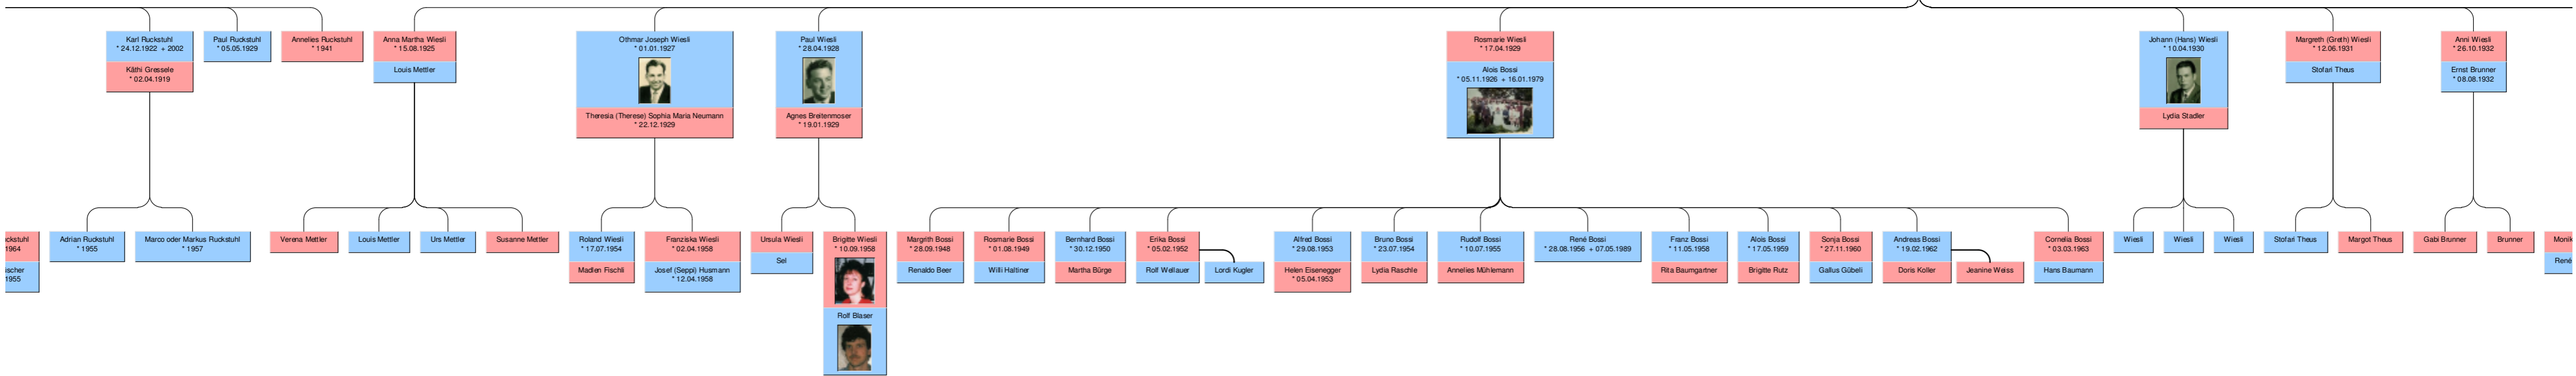 Karl Ruckstuhl
* 24.12.1922 + 2002
Käthi Gressele
* 02.04.1919
Paul Ruckstuhl
* 05.05.1929
Annelies Ruckstuhl
* 1941
Anna Martha Wiesli
* 15.08.1925
Louis Mettler
Othmar Joseph Wiesli
* 01.01.1927
Theresia (Therese) Sophia Maria Neumann
* 22.12.1929
Paul Wiesli
* 28.04.1928
Agnes Breitenmoser
* 19.01.1929
Rosmarie Wiesli
* 17.04.1929
Alois Bossi
* 05.11.1926 + 16.01.1979
Johann (Hans) Wiesli
* 10.04.1930
Lydia Stadler
Margreth (Greth) Wiesli
* 12.06.1931
Stofari Theus
Anni Wiesli
* 26.10.1932
Ernst Brunner
* 08.08.1932
ckstuhl
1964
ischer
1955
Adrian Ruckstuhl
* 1955
Marco oder Markus Ruckstuhl
* 1957
Verena Mettler
Louis Mettler
Urs Mettler
Susanne Mettler
Roland Wiesli
* 17.07.1954
Madlen Fischli
Franziska Wiesli
* 02.04.1958
Josef (Seppi) Husmann
* 12.04.1958
Ursula Wiesli
Sel
Brigitte Wiesli
* 10.09.1958
Rolf Blaser
Margrith Bossi
* 28.09.1948
Renaldo Beer
Rosmarie Bossi
* 01.08.1949
Willi Haltiner
Bernhard Bossi
* 30.12.1950
Martha Bürge
Erika Bossi
* 05.02.1952
Rolf Wellauer
Lordi Kugler
Alfred Bossi
* 29.08.1953
Helen Eisenegger
* 05.04.1953
Bruno Bossi
* 23.07.1954
Lydia Raschle
Rudolf Bossi
* 10.07.1955
Annelies Mühlemann
René Bossi
* 28.08.1956 + 07.05.1989
Franz Bossi
* 11.05.1958
Rita Baumgartner
Alois Bossi
* 17.05.1959
Brigitte Rutz
Sonja Bossi
* 27.11.1960
Gallus Gübeli
Andreas Bossi
* 19.02.1962
Doris Koller
Jeanine Weiss
Cornelia Bossi
* 03.03.1963
Hans Baumann
Wiesli
Wiesli
Wiesli
Stofari Theus
Margot Theus
Gabi Brunner
Brunner
Monik
René